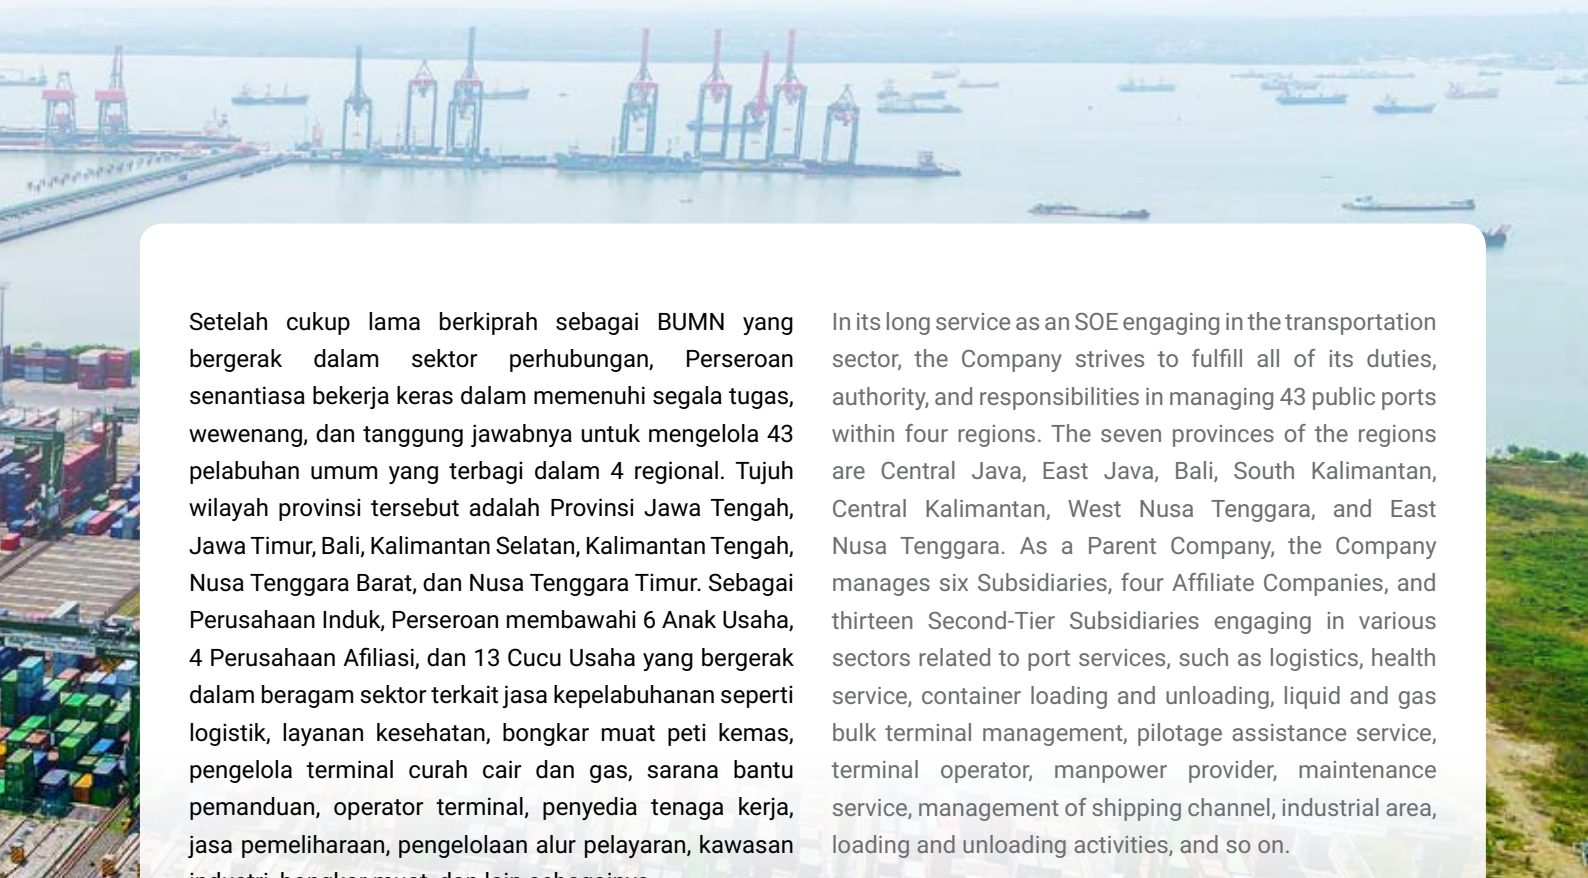 Setelah cukup lama berkiprah sebagai BUMN yang
bergerak dalam sektor perhubungan, Perseroan
senantiasa bekerja keras dalam memenuhi segala tugas,
wewenang, dan tanggung jawabnya untuk mengelola 43
pelabuhan umum yang terbagi dalam 4 regional. Tujuh
wilayah provinsi tersebut adalah Provinsi Jawa Tengah,
Jawa Timur, Bali, Kalimantan Selatan, Kalimantan Tengah,
Nusa Tenggara Barat, dan Nusa Tenggara Timur. Sebagai
Perusahaan Induk, Perseroan membawahi 6 Anak Usaha,
4 Perusahaan Afiliasi, dan 13 Cucu Usaha yang bergerak
dalam beragam sektor terkait jasa kepelabuhanan seperti
logistik, layanan kesehatan, bongkar muat peti kemas,
pengelola terminal curah cair dan gas, sarana bantu
pemanduan, operator terminal, penyedia tenaga kerja,
jasa pemeliharaan, pengelolaan alur pelayaran, kawasan
industri, bongkar muat, dan lain sebagainya.
In its long service as an SOE engaging in the transportation
sector, the Company strives to fulfill all of its duties,
authority, and responsibilities in managing 43 public ports
within four regions. The seven provinces of the regions
are Central Java, East Java, Bali, South Kalimantan,
Central Kalimantan, West Nusa Tenggara, and East
Nusa Tenggara. As a Parent Company, the Company
manages six Subsidiaries, four Affiliate Companies, and
thirteen Second-Tier Subsidiaries engaging in various
sectors related to port services, such as logistics, health
service, container loading and unloading, liquid and gas
bulk terminal management, pilotage assistance service,
terminal operator, manpower provider, maintenance
service, management of shipping channel, industrial area,
loading and unloading activities, and so on.